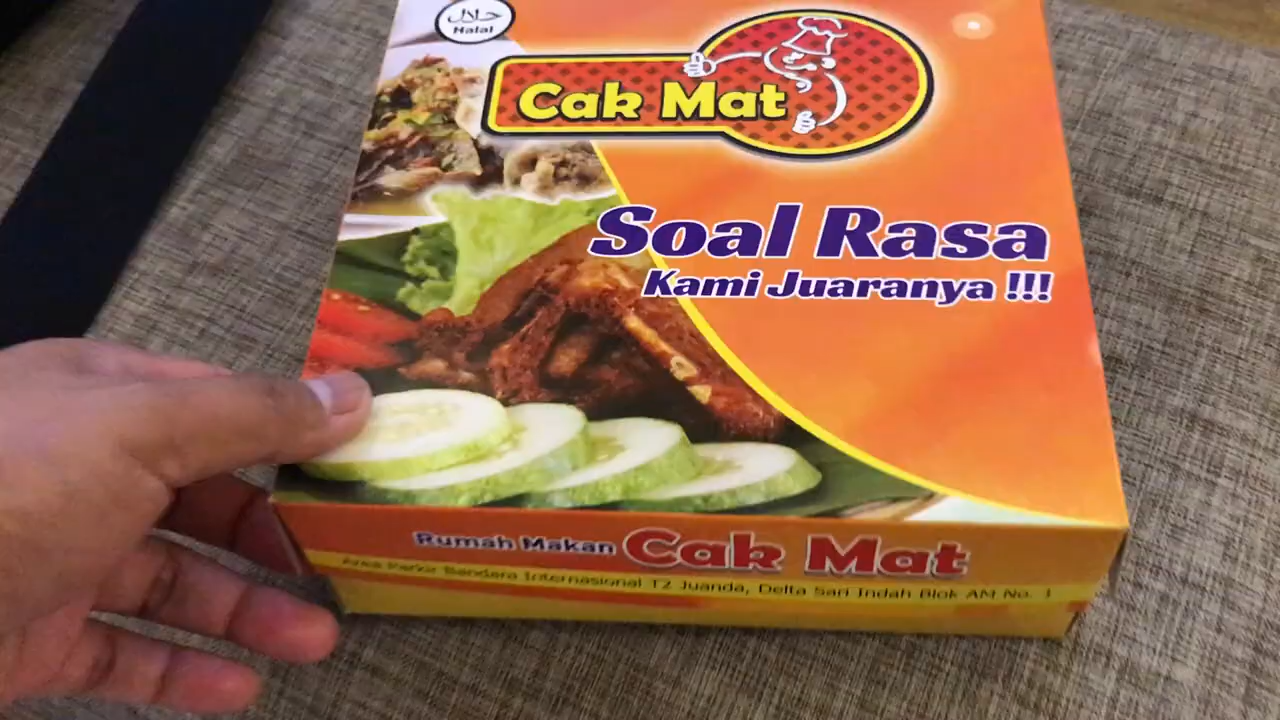 حلال
Halal
Cak Mat
Soal Rasa
Kami Juaranya !!!
Rumah Makan Cak Mat
Area Parkir Bandara Internasional T2 Juanda, Delta Sari Indah Blok AM No. 1